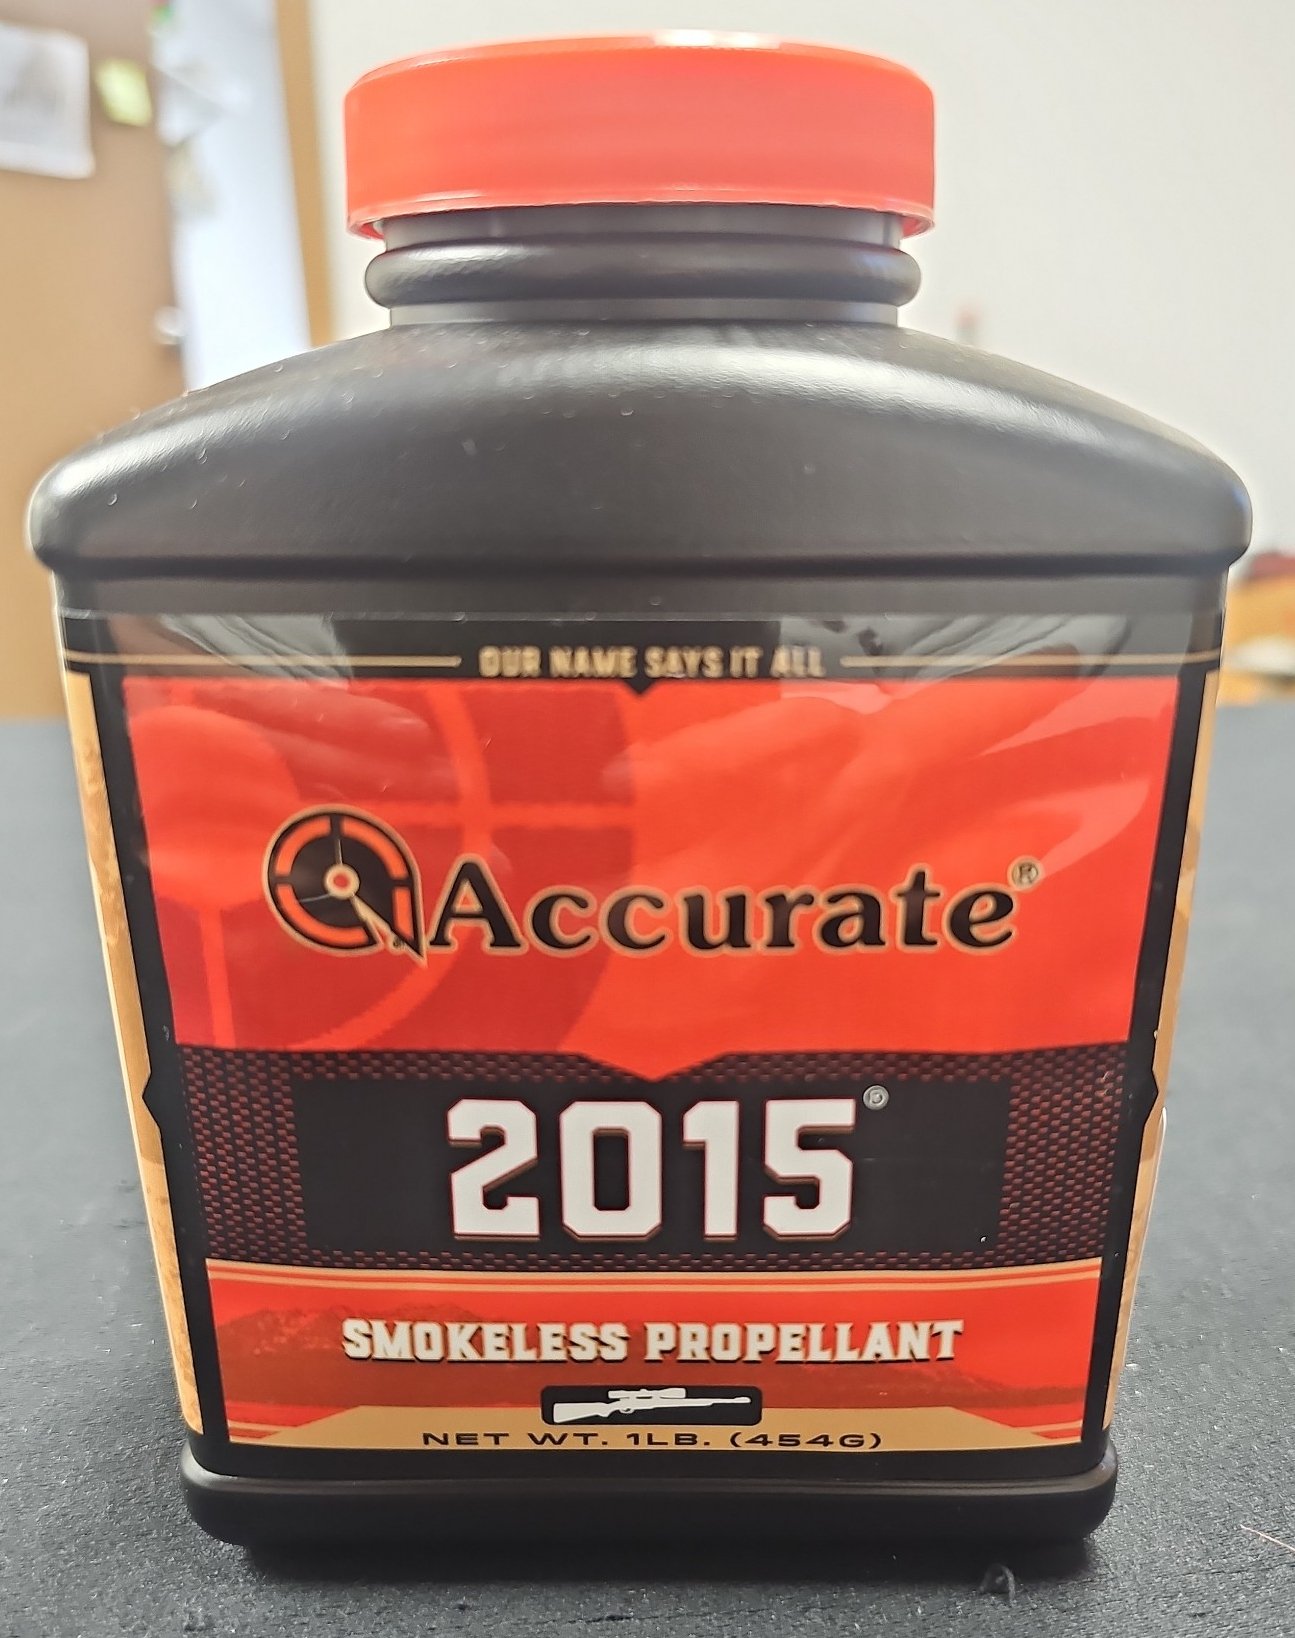 OUR NAME SAYS IT ALL
Accurate®
2015®
SMOKELESS PROPELLANT
NET WT. 1LB. (454G)